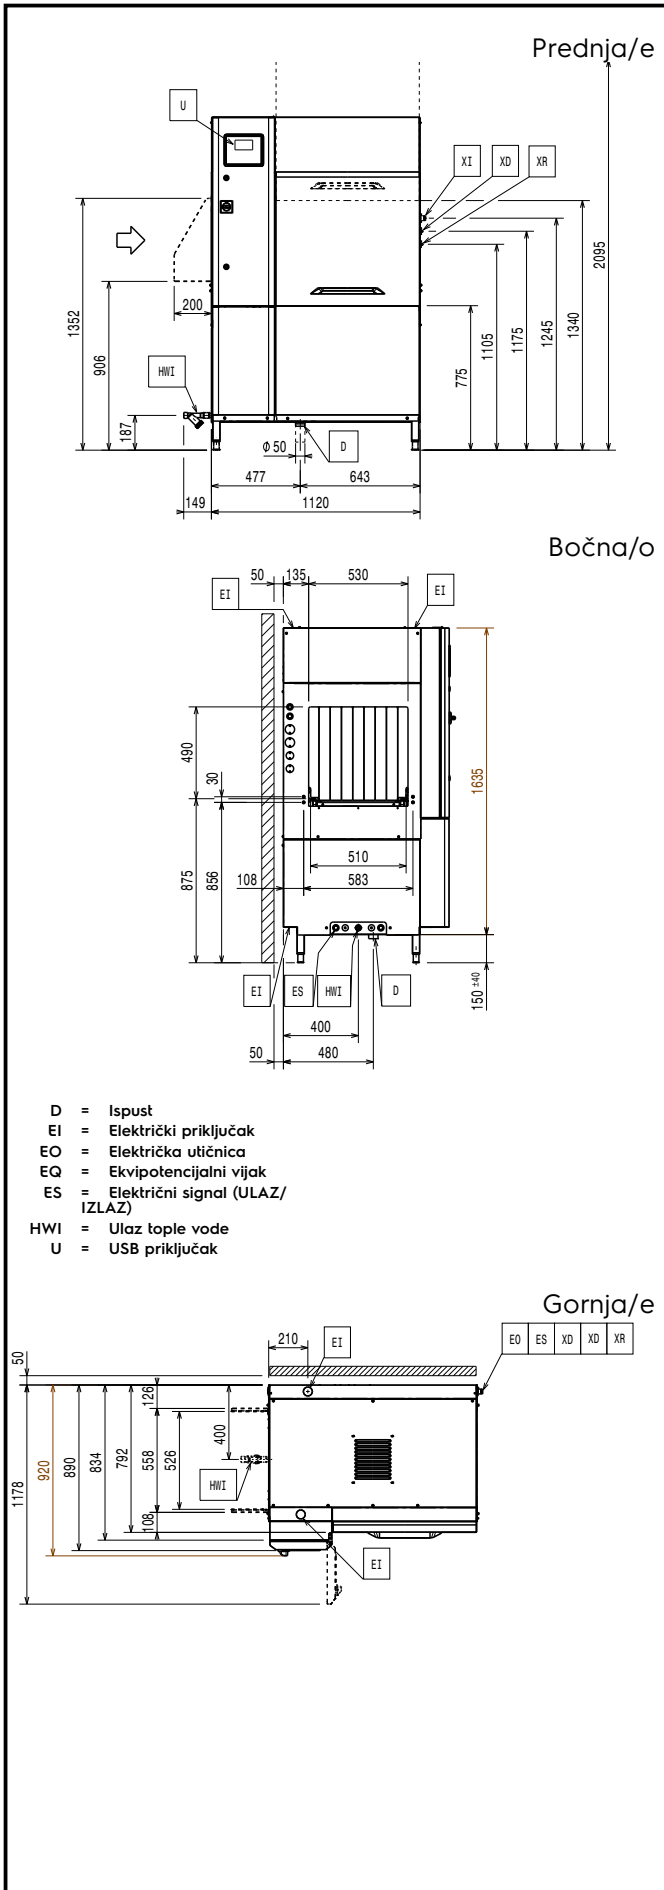 Prednja/e
U
XI XD XR
2095
1352
906
200
HWI
187
1340
1245
1175
1105
775
Φ 50
D
477 643
149 1120
Bočna/o
50 135 530
EI EI
490
30
1635
875
856
510
108 583
EI ES HWI D
150 ±40
400
50 480
D = Ispust
EI = Električki priključak
EO = Električka utičnica
EQ = Ekvipotencijalni vijak
ES = Električni signal (ULAZ/
IZLAZ)
HWI = Ulaz tople vode
U = USB priključak
Gornja/e
EO ES XD XD XR
210 EI
50
126
400
1178
920
890
834
792
558
526
HWI
108
EI